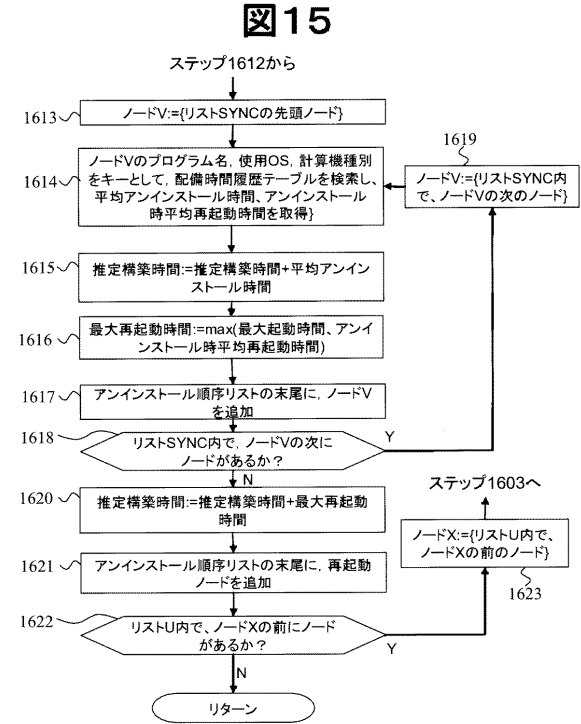 図15
ステップ1612から
1613
ノードV:={リストSYNCの先頭ノード}
1614
ノードVのプログラム名, 使用OS, 計算機種別
をキーとして, 配備時間履歴テーブルを検索し、
平均アンインストール時間、アンインストール
時平均再起動時間を取得}
1619
ノードV:={リストSYNC内
で、ノードVの次のノード}
1615
推定構築時間:=推定構築時間+平均アンイ
ンストール時間
1616
最大再起動時間:=max(最大起動時間、アンイ
ンストール時平均再起動時間)
1617
アンインストール順序リストの末尾に, ノードV
を追加
1618
リストSYNC内で, ノードVの次に
ノードがあるか?
Y
N
1620
推定構築時間:=推定構築時間+最大再起動
時間
ステップ1603へ
ノードX:={リストU内で、
ノードXの前のノード}
1623
1621
アンインストール順序リストの末尾に, 再起動
ノードを追加
1622
リストU内で、ノードXの前にノード
があるか?
Y
N
リターン